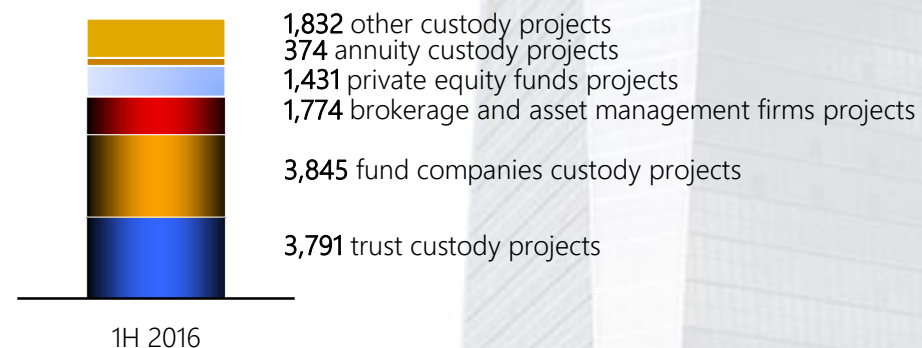 1,832 other custody projects
374 annuity custody projects
1,431 private equity funds projects
1,774 brokerage and asset management firms projects
3,845 fund companies custody projects
3,791 trust custody projects
1H 2016